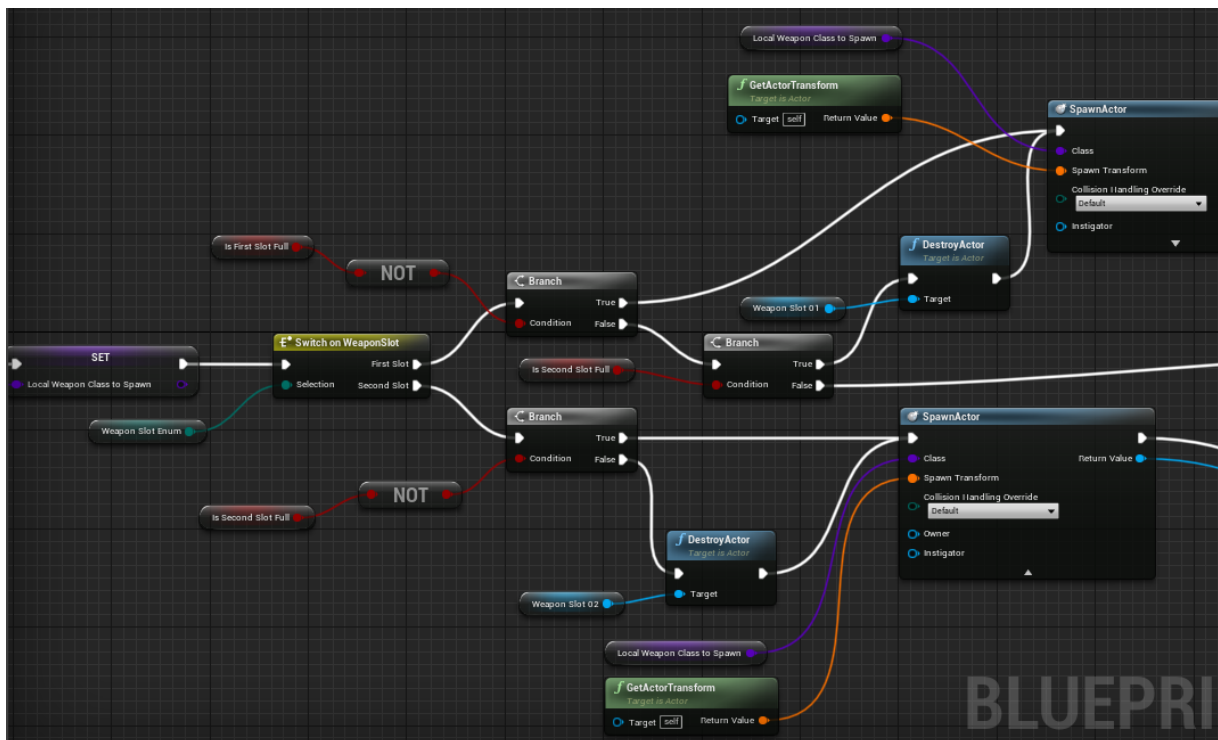 Local Weapon Class to Spawn
GetActorTransform
Target is Actor
Target self Return Value
SpawnActor
Class
Spawn Transform
Collision Handling Override
Default
Instigator
Is First Slot Full
NOT
DestroyActor
Target is Actor
Target
Weapon Slot 01
Branch
True
Condition False
SET
Local Weapon Class to Spawn
Switch on WeaponSlot
First Slot
Selection Second Slot
Weapon Slot Enum
Branch
True
Condition False
Is Second Slot Full
Branch
True
Condition False
NOT
Is Second Slot Full
SpawnActor
Class Return Value
Spawn Transform
Collision Handling Override
Default
Owner
Instigator
DestroyActor
Target is Actor
Target
Weapon Slot 02
Local Weapon Class to Spawn
GetActorTransform
Target is Actor
Target self Return Value
BLUEPRI